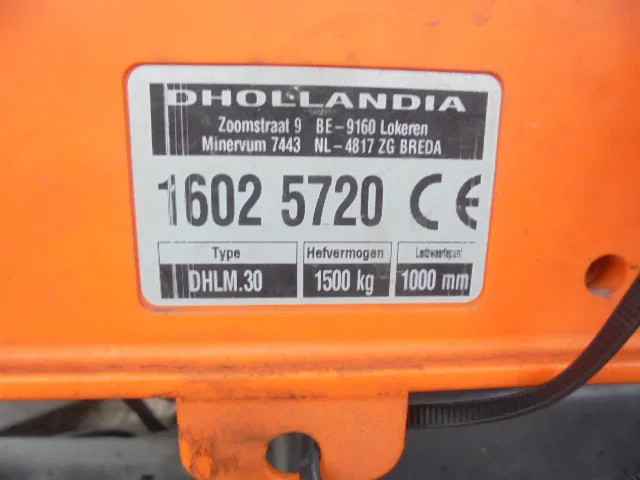 DHOLLANDIA
Zoomstraat 9 BE-9160 Lokeren
Minervum 7443 NL-4817 ZG BREDA
1602 5720 CE
Type Hefvermogen
DHLM.30 1500 kg 1000 mm